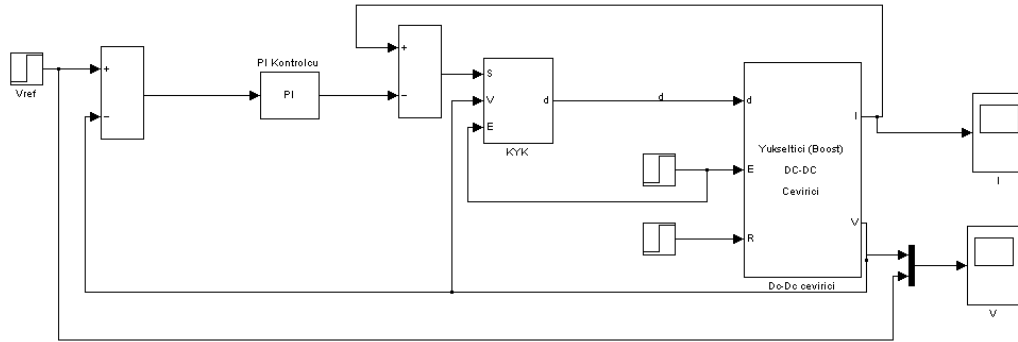 Vref
+
−
PI Kontrolcu
PI
+
−
S
V
E
d
KYK
d
d
E
R
Yukseltici (Boost)
DC-DC
Cevirici
I
V
Dc-Dc cevirici
I
V